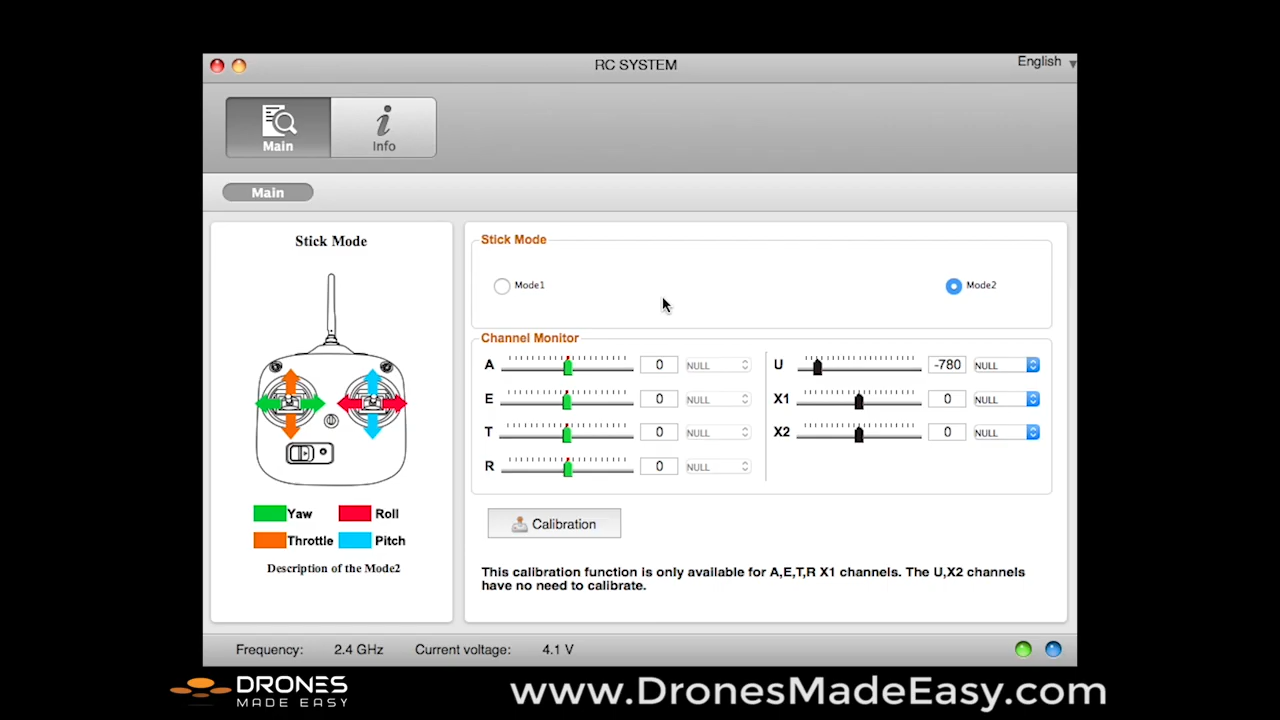 RC SYSTEM
English
Main
Info
Main
Stick Mode
Yaw
Roll
Throttle
Pitch
Description of the Mode2
Stick Mode
Mode1
Mode2
Channel Monitor
A 0 NULL
U -780 NULL
E 0 NULL
X1 0 NULL
T 0 NULL
X2 0 NULL
R 0 NULL
Calibration
This calibration function is only available for A,E,T,R X1 channels. The U,X2 channels
have no need to calibrate.
Frequency: 2.4 GHz Current voltage: 4.1 V
DRONES
MADE EASY
www.DronesMadeEasy.com